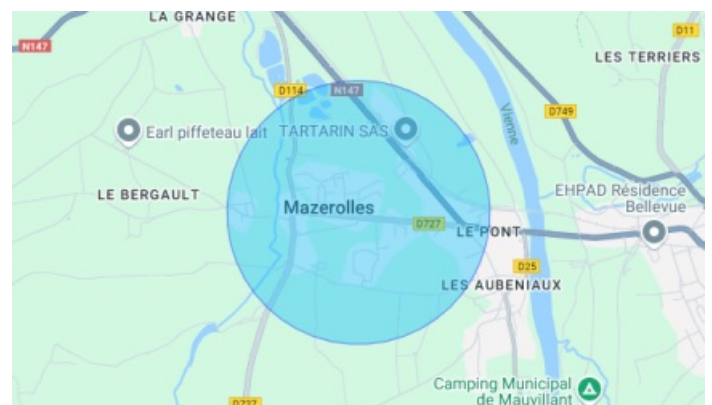 LA GRANGE
N147
D11
LES TERRIERS
D114
N147
Vienne
D749
Earl piffeteau lait
TARTARIN SAS
LE BERGAULT
Mazerolles
EHPAD Résidence
Bellevue
D727
LE PONT
D25
LES AUBENIAUX
Camping Municipal
de Mauvillant
D727